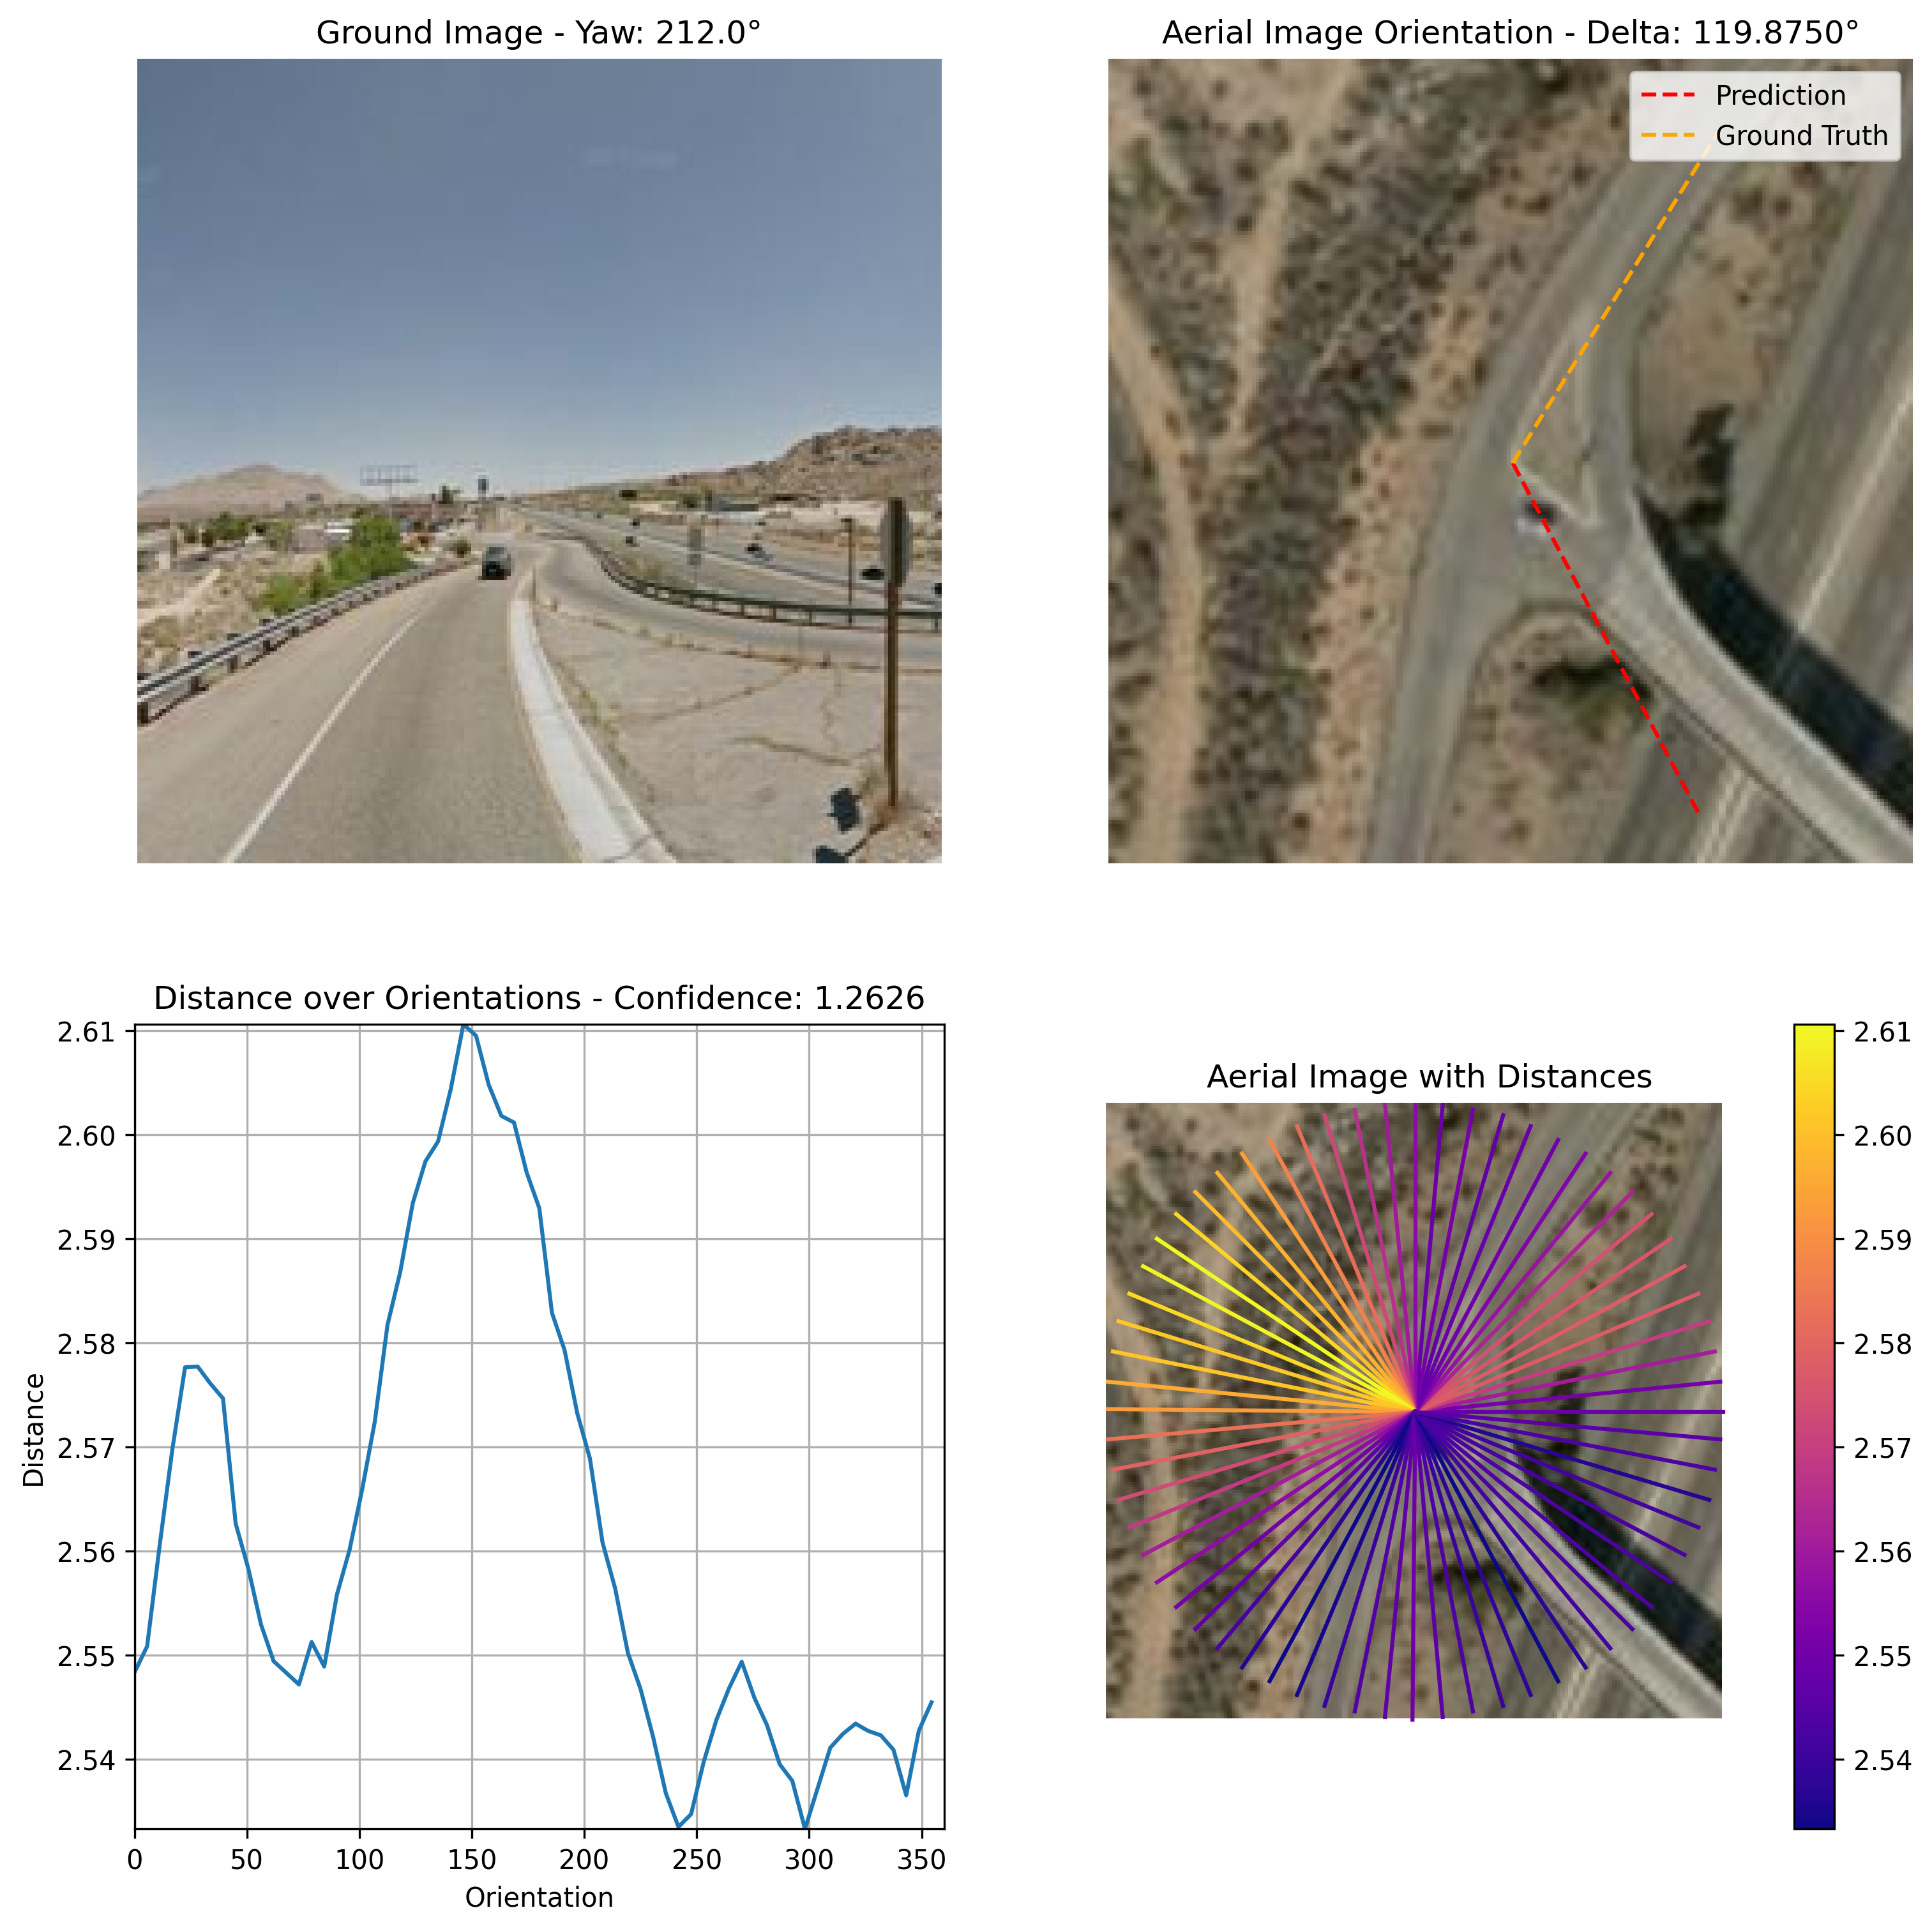 Ground Image - Yaw: 212.0°
Aerial Image Orientation - Delta: 119.8750°
Prediction
Ground Truth
Distance over Orientations - Confidence: 1.2626
2.61
2.60
2.59
2.58
2.57
2.56
2.55
2.54
Distance
0 50 100 150 200 250 300 350
Orientation
Aerial Image with Distances
2.61
2.60
2.59
2.58
2.57
2.56
2.55
2.54